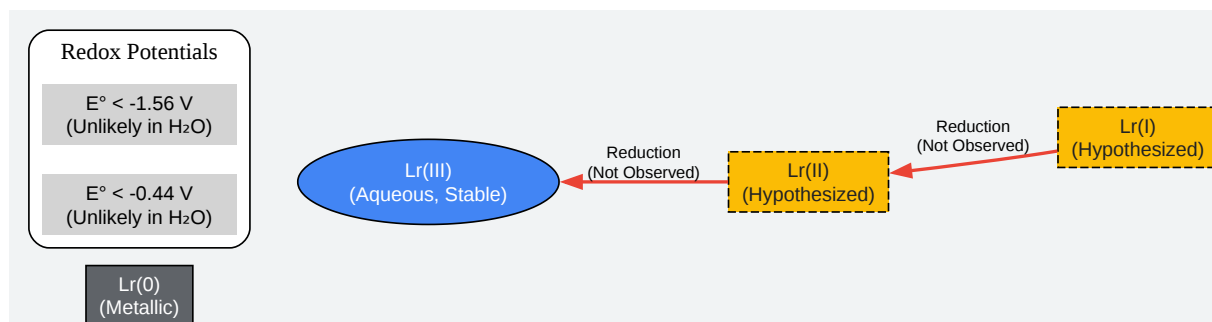 Redox Potentials
E° < -1.56 V
(Unlikely in H₂O)
E° < -0.44 V
(Unlikely in H₂O)
Lr(0)
(Metallic)
Lr(III)
(Aqueous, Stable)
Reduction
(Not Observed)
Lr(II)
(Hypothesized)
Reduction
(Not Observed)
Lr(I)
(Hypothesized)